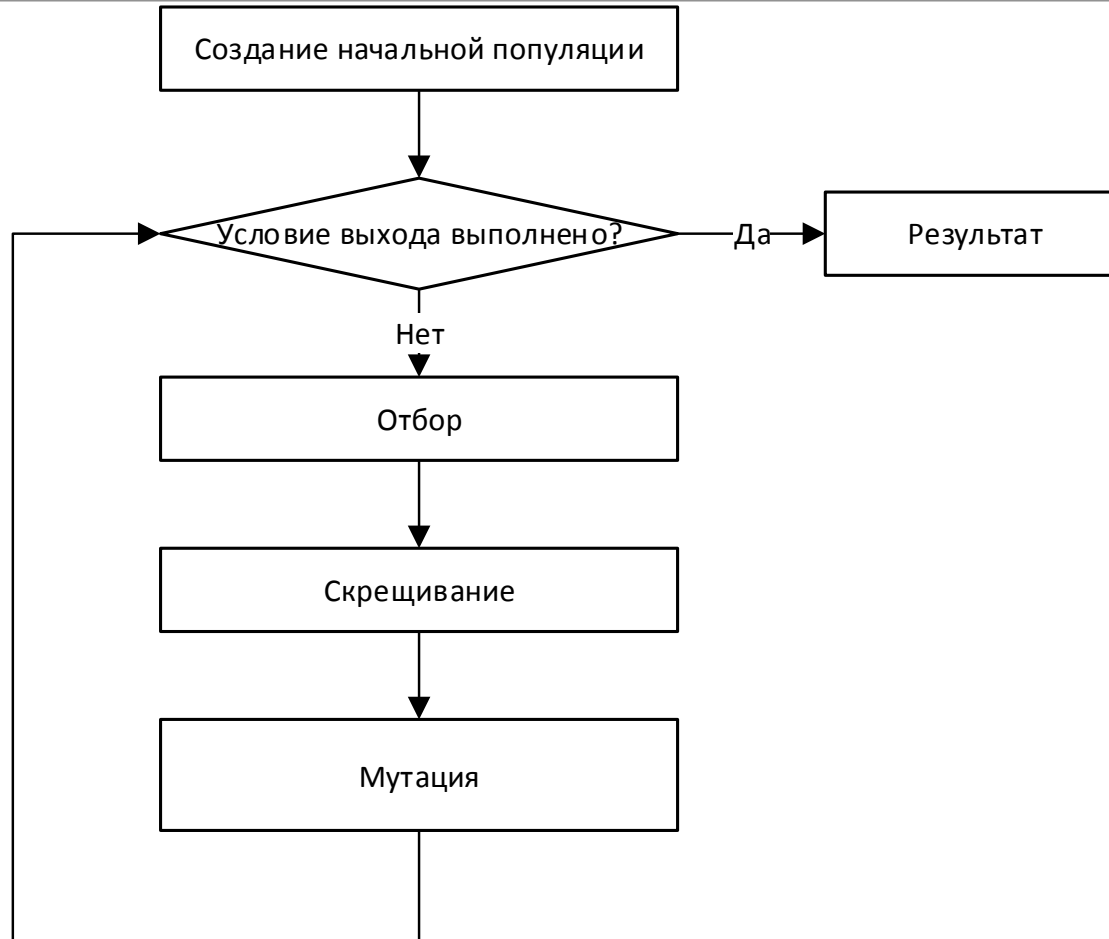 Создание начальной популяции
Условие выхода выполнено?
Да
Результат
Нет
Отбор
Скрещивание
Мутация